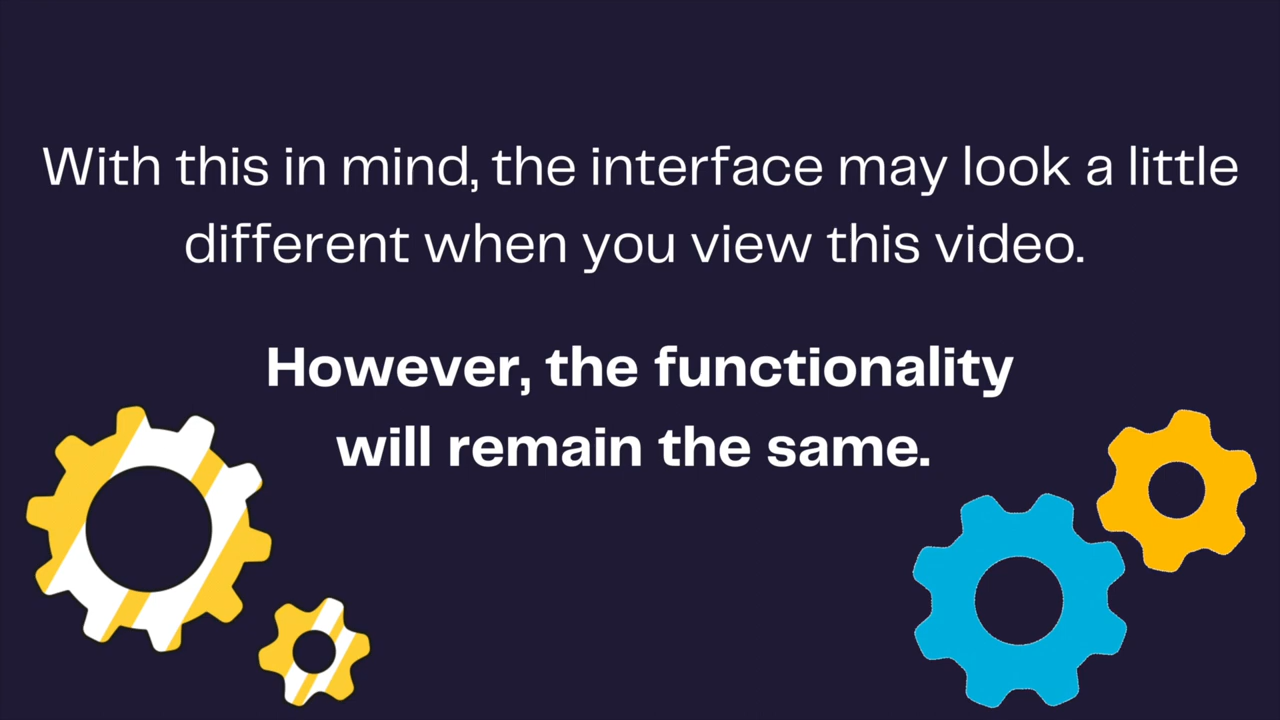 With this in mind, the interface may look a little
different when you view this video.
However, the functionality
will remain the same.